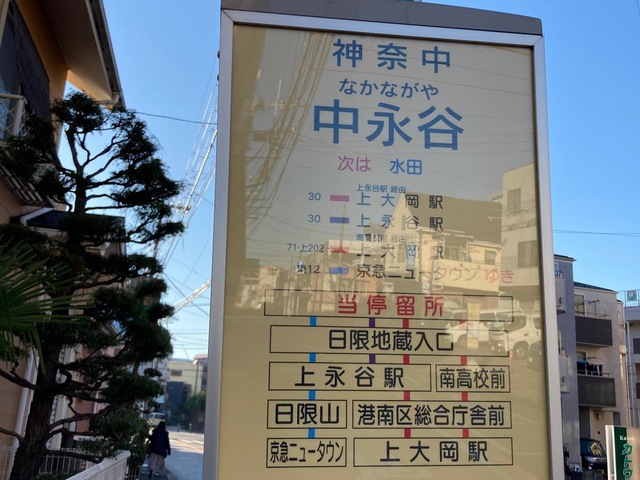 神奈中
なかながや
中永谷
次は 水田
上永谷駅 経由
30 上大岡駅
30 上永谷駅
71・上202 上大岡駅
京急ニュータウン ゆき
当停留所
日限地蔵入口
上永谷駅 南高校前
日限山 港南区総合庁舎前
京急ニュータウン 上大岡駅